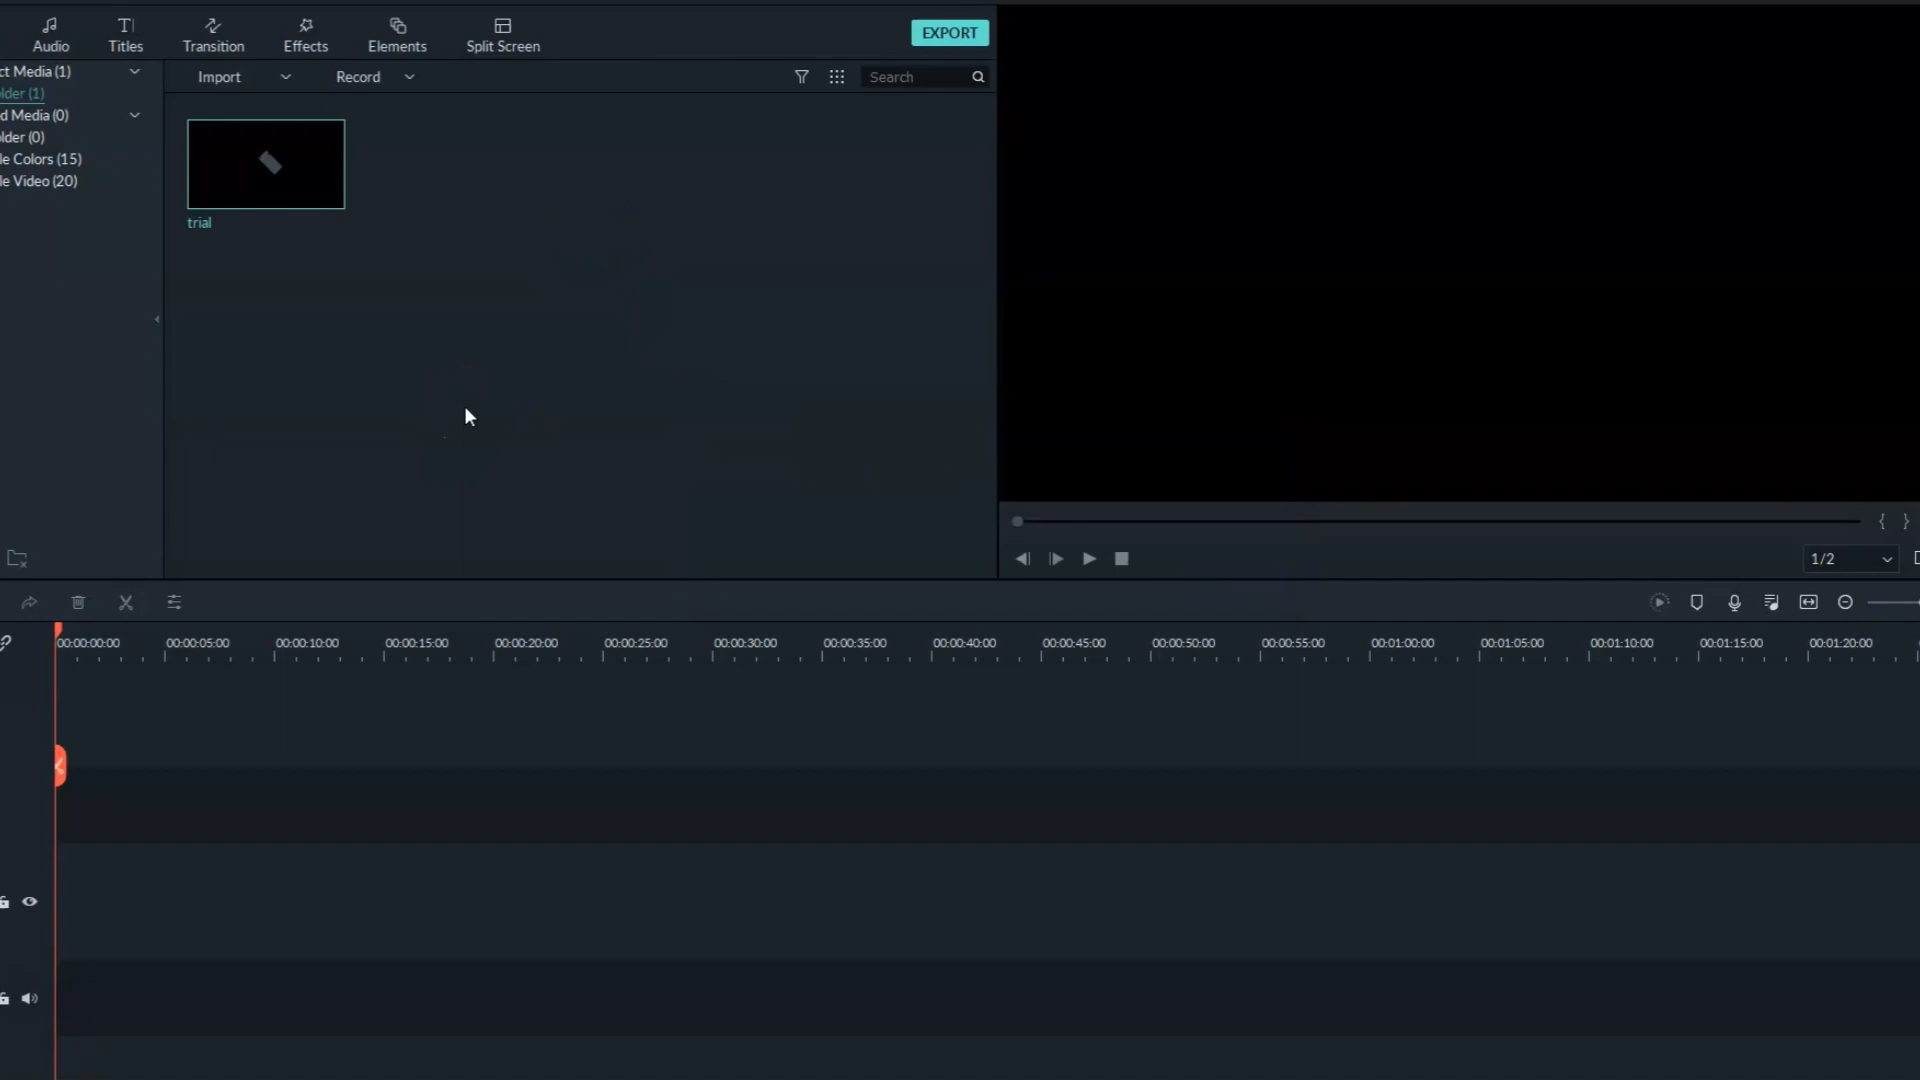 Audio
Titles
Transition
Effects
Elements
Split Screen
EXPORT
ct Media (1)
lder (1)
d Media (0)
older (0)
le Colors (15)
le Video (20)
Import
Record
Search
trial
1/2
00:00:00:00
00:00:05:00
00:00:10:00
00:00:15:00
00:00:20:00
00:00:25:00
00:00:30:00
00:00:35:00
00:00:40:00
00:00:45:00
00:00:50:00
00:00:55:00
00:01:00:00
00:01:05:00
00:01:10:00
00:01:15:00
00:01:20:00